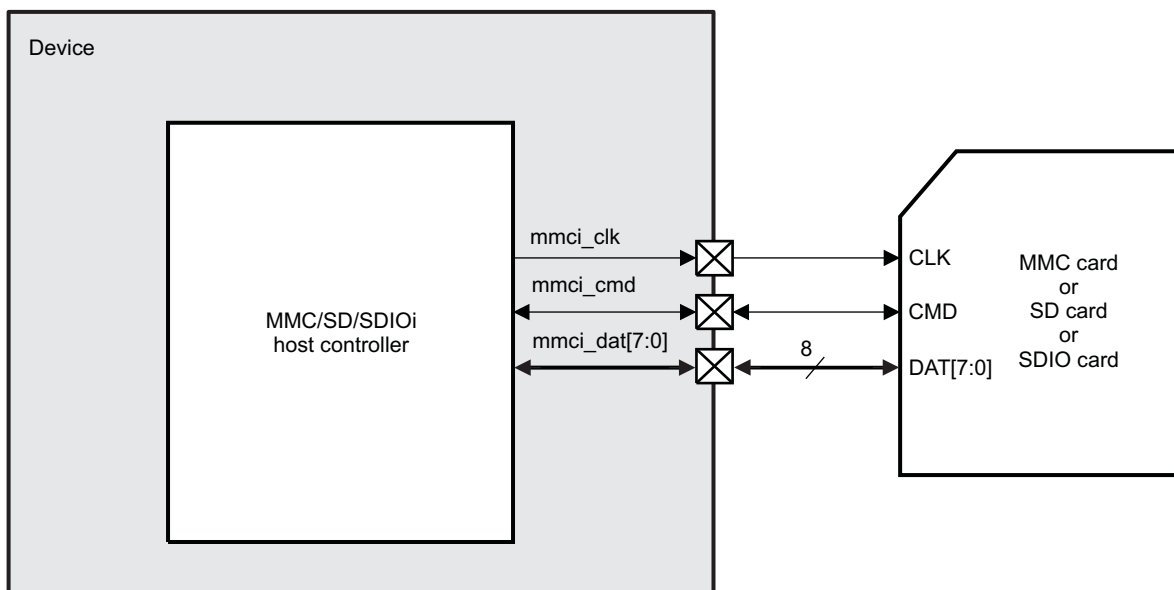 Device
MMC/SD/SDIOi
host controller
mmci_clk
mmci_cmd
mmci_dat[7:0]
8
CLK
CMD
DAT[7:0]
MMC card
or
SD card
or
SDIO card